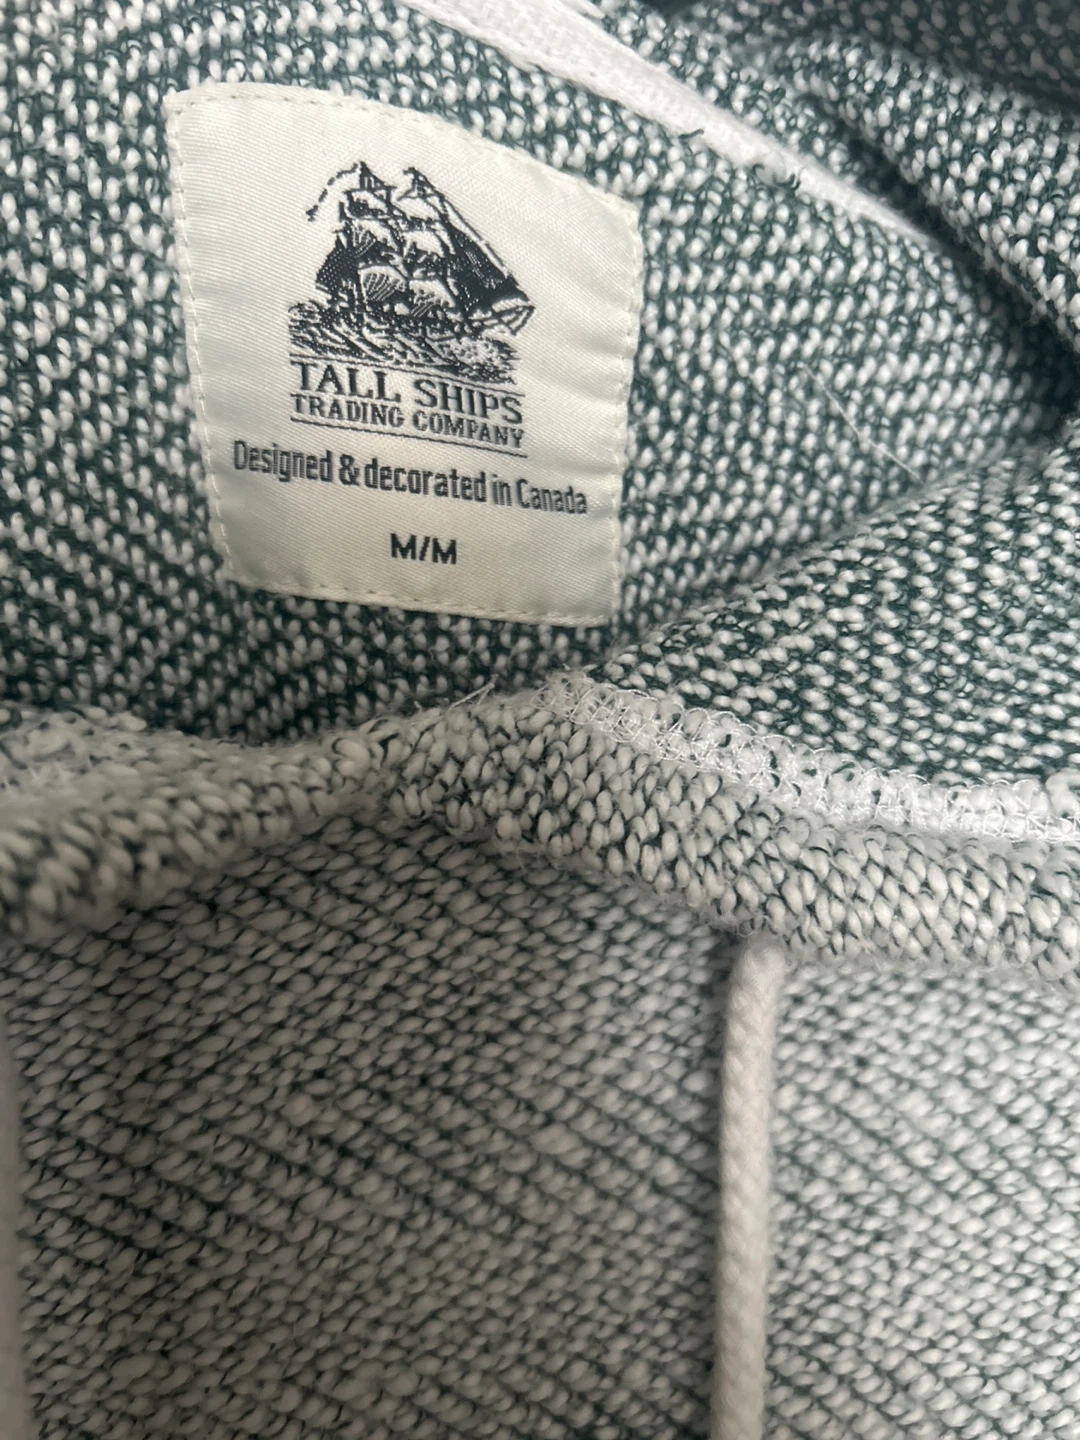 TALL SHIPS
TRADING COMPANY
Designed & decorated in Canada
M/M